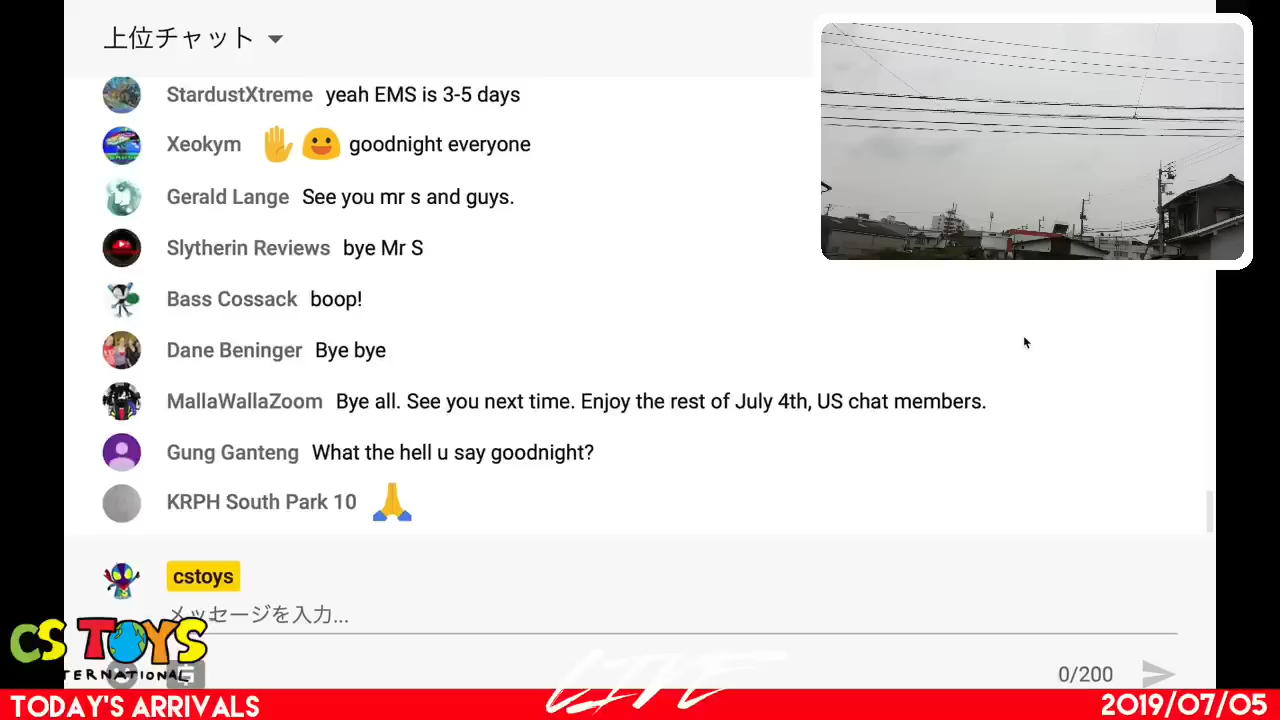 上位チャット
StardustXtreme yeah EMS is 3-5 days
Xeokym goodnight everyone
Gerald Lange See you mr s and guys.
Slytherin Reviews bye Mr S
Bass Cossack boop!
Dane Beninger Bye bye
MallaWallaZoom Bye all. See you next time. Enjoy the rest of July 4th, US chat members.
Gung Ganteng What the hell u say goodnight?
KRPH South Park 10
cstoys
メッセージを入力...
CS TOYS
INTERNATIONAL
0/200
LIVE
TODAY'S ARRIVALS
2019/07/05